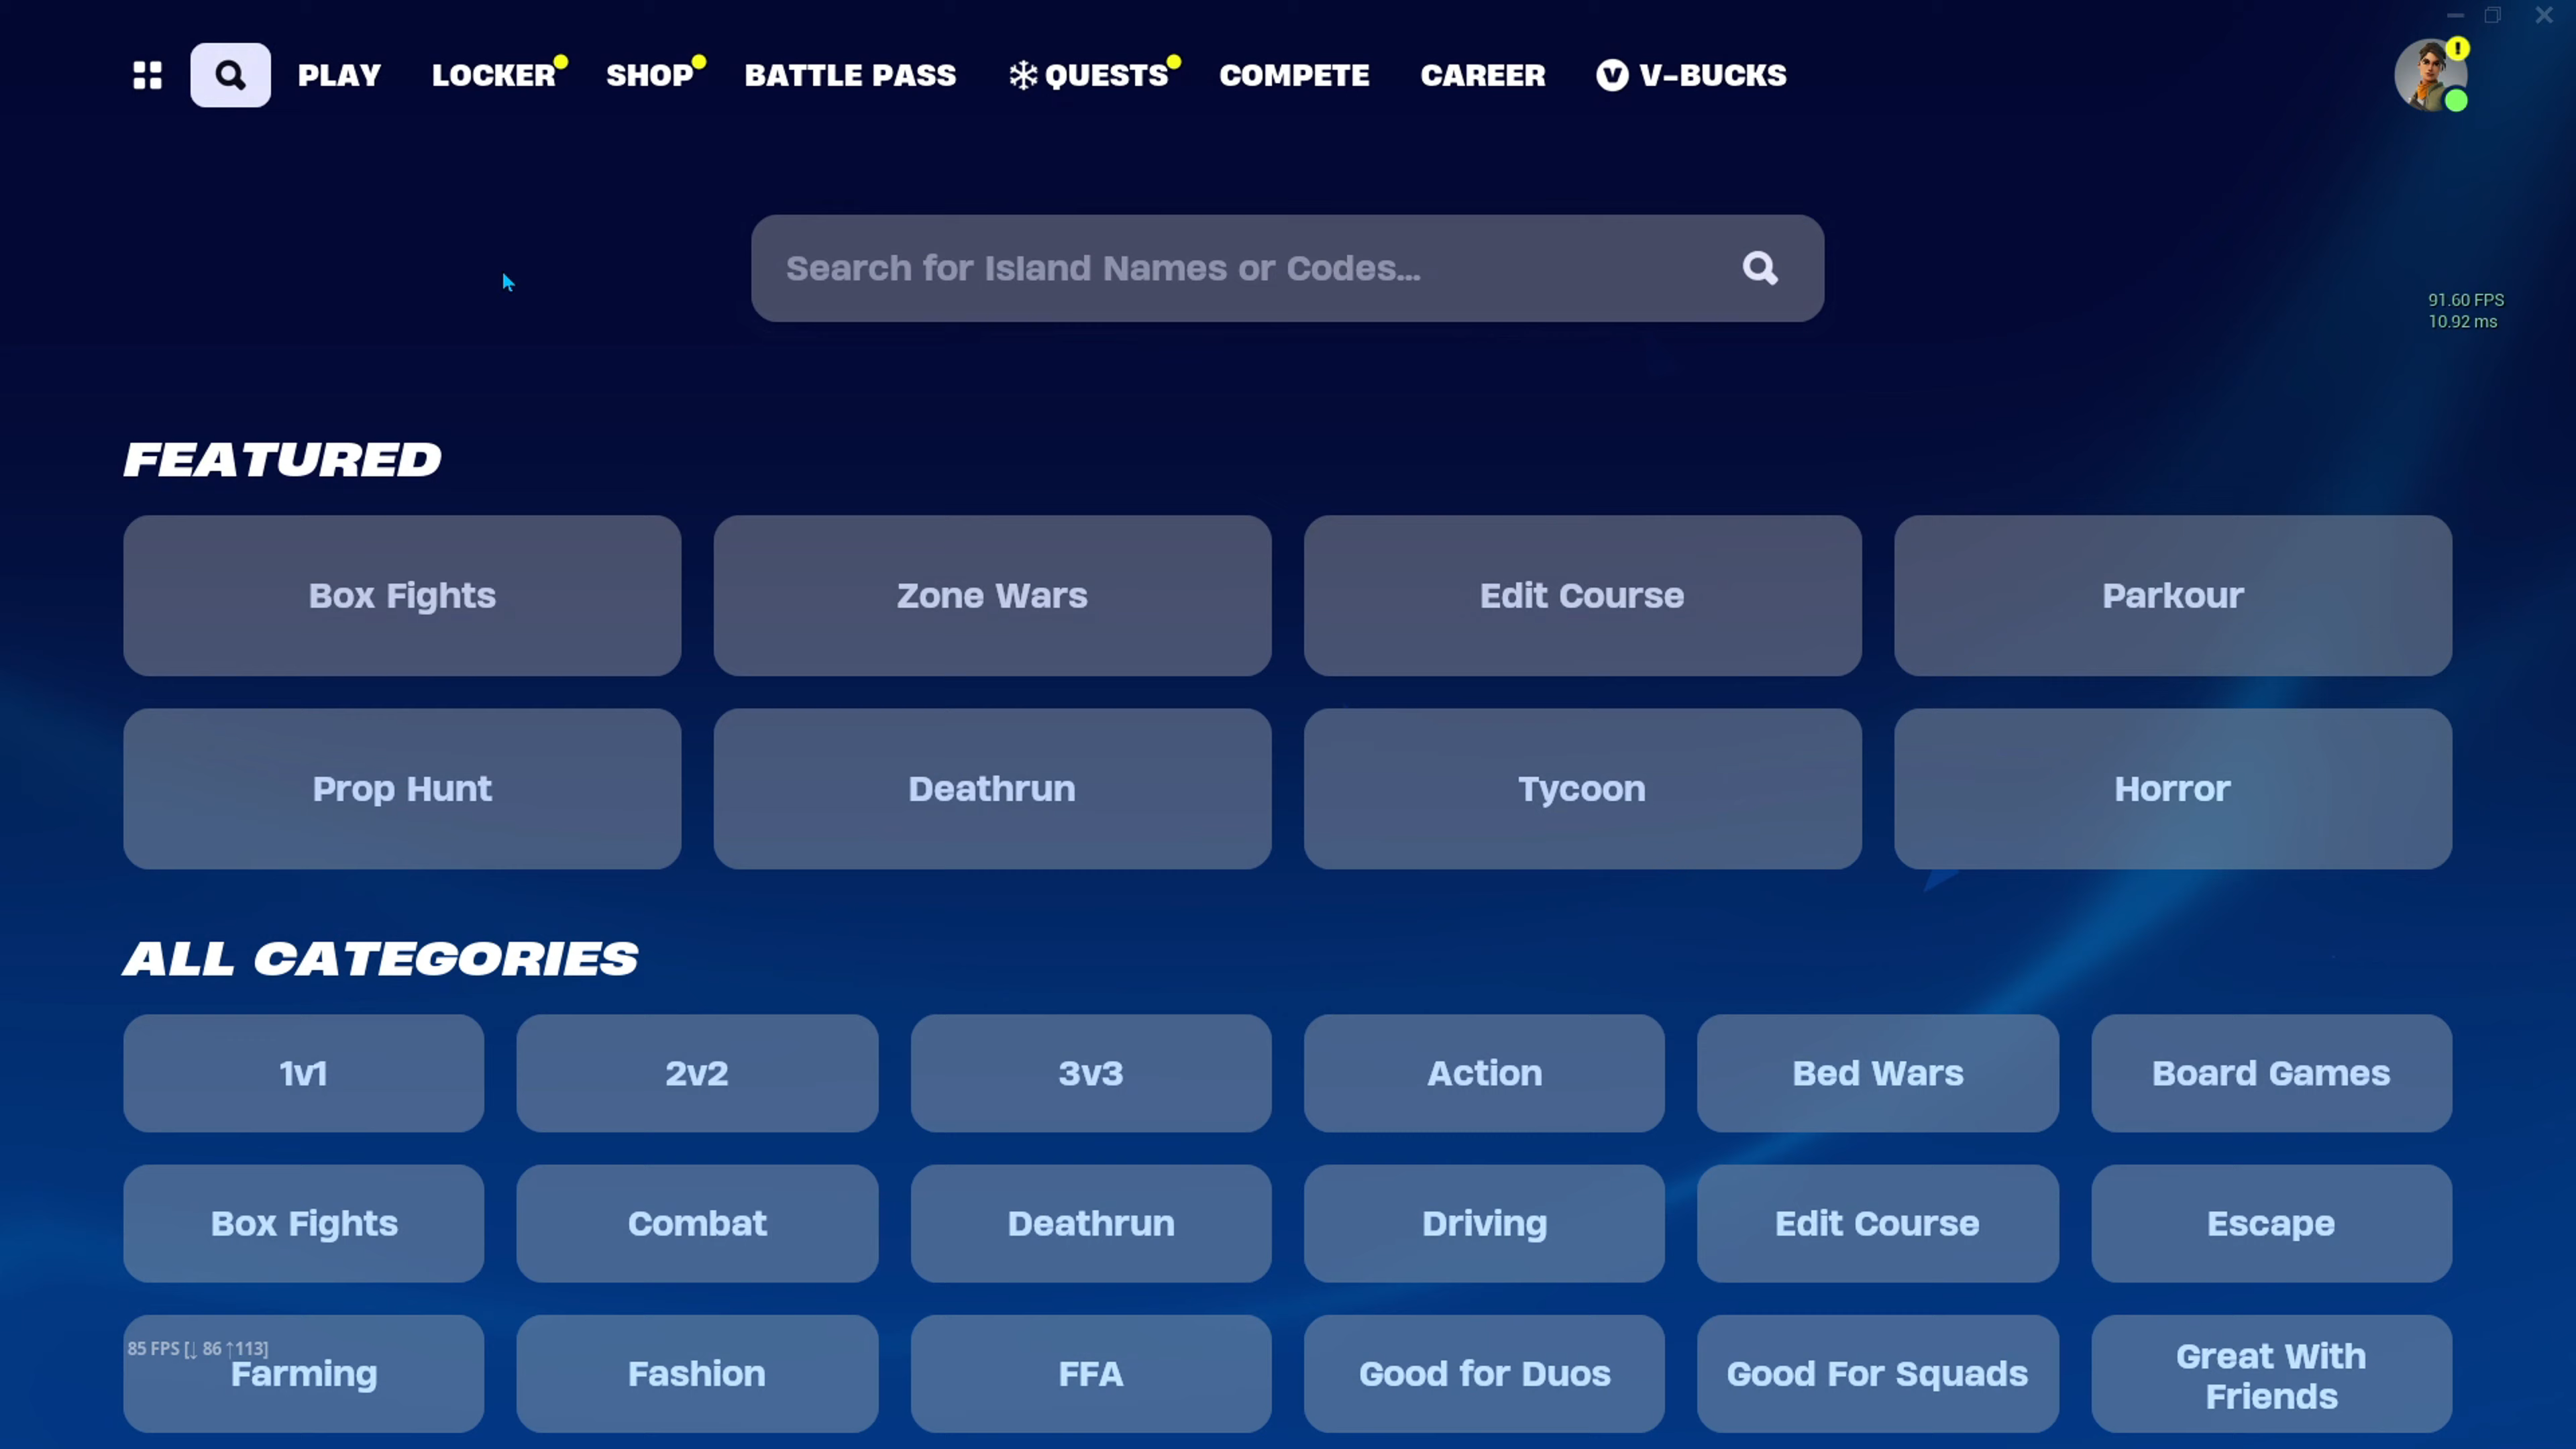 PLAY LOCKER SHOP BATTLE PASS QUESTS COMPETE CAREER V-BUCKS
Search for Island Names or Codes...
91.60 FPS
10.92 ms
FEATURED
Box Fights Zone Wars Edit Course Parkour
Prop Hunt Deathrun Tycoon Horror
ALL CATEGORIES
1v1 2v2 3v3 Action Bed Wars Board Games
Box Fights Combat Deathrun Driving Edit Course Escape
85 FPS [↓ 86 ↑113]
Farming Fashion FFA Good for Duos Good For Squads Great With
Friends